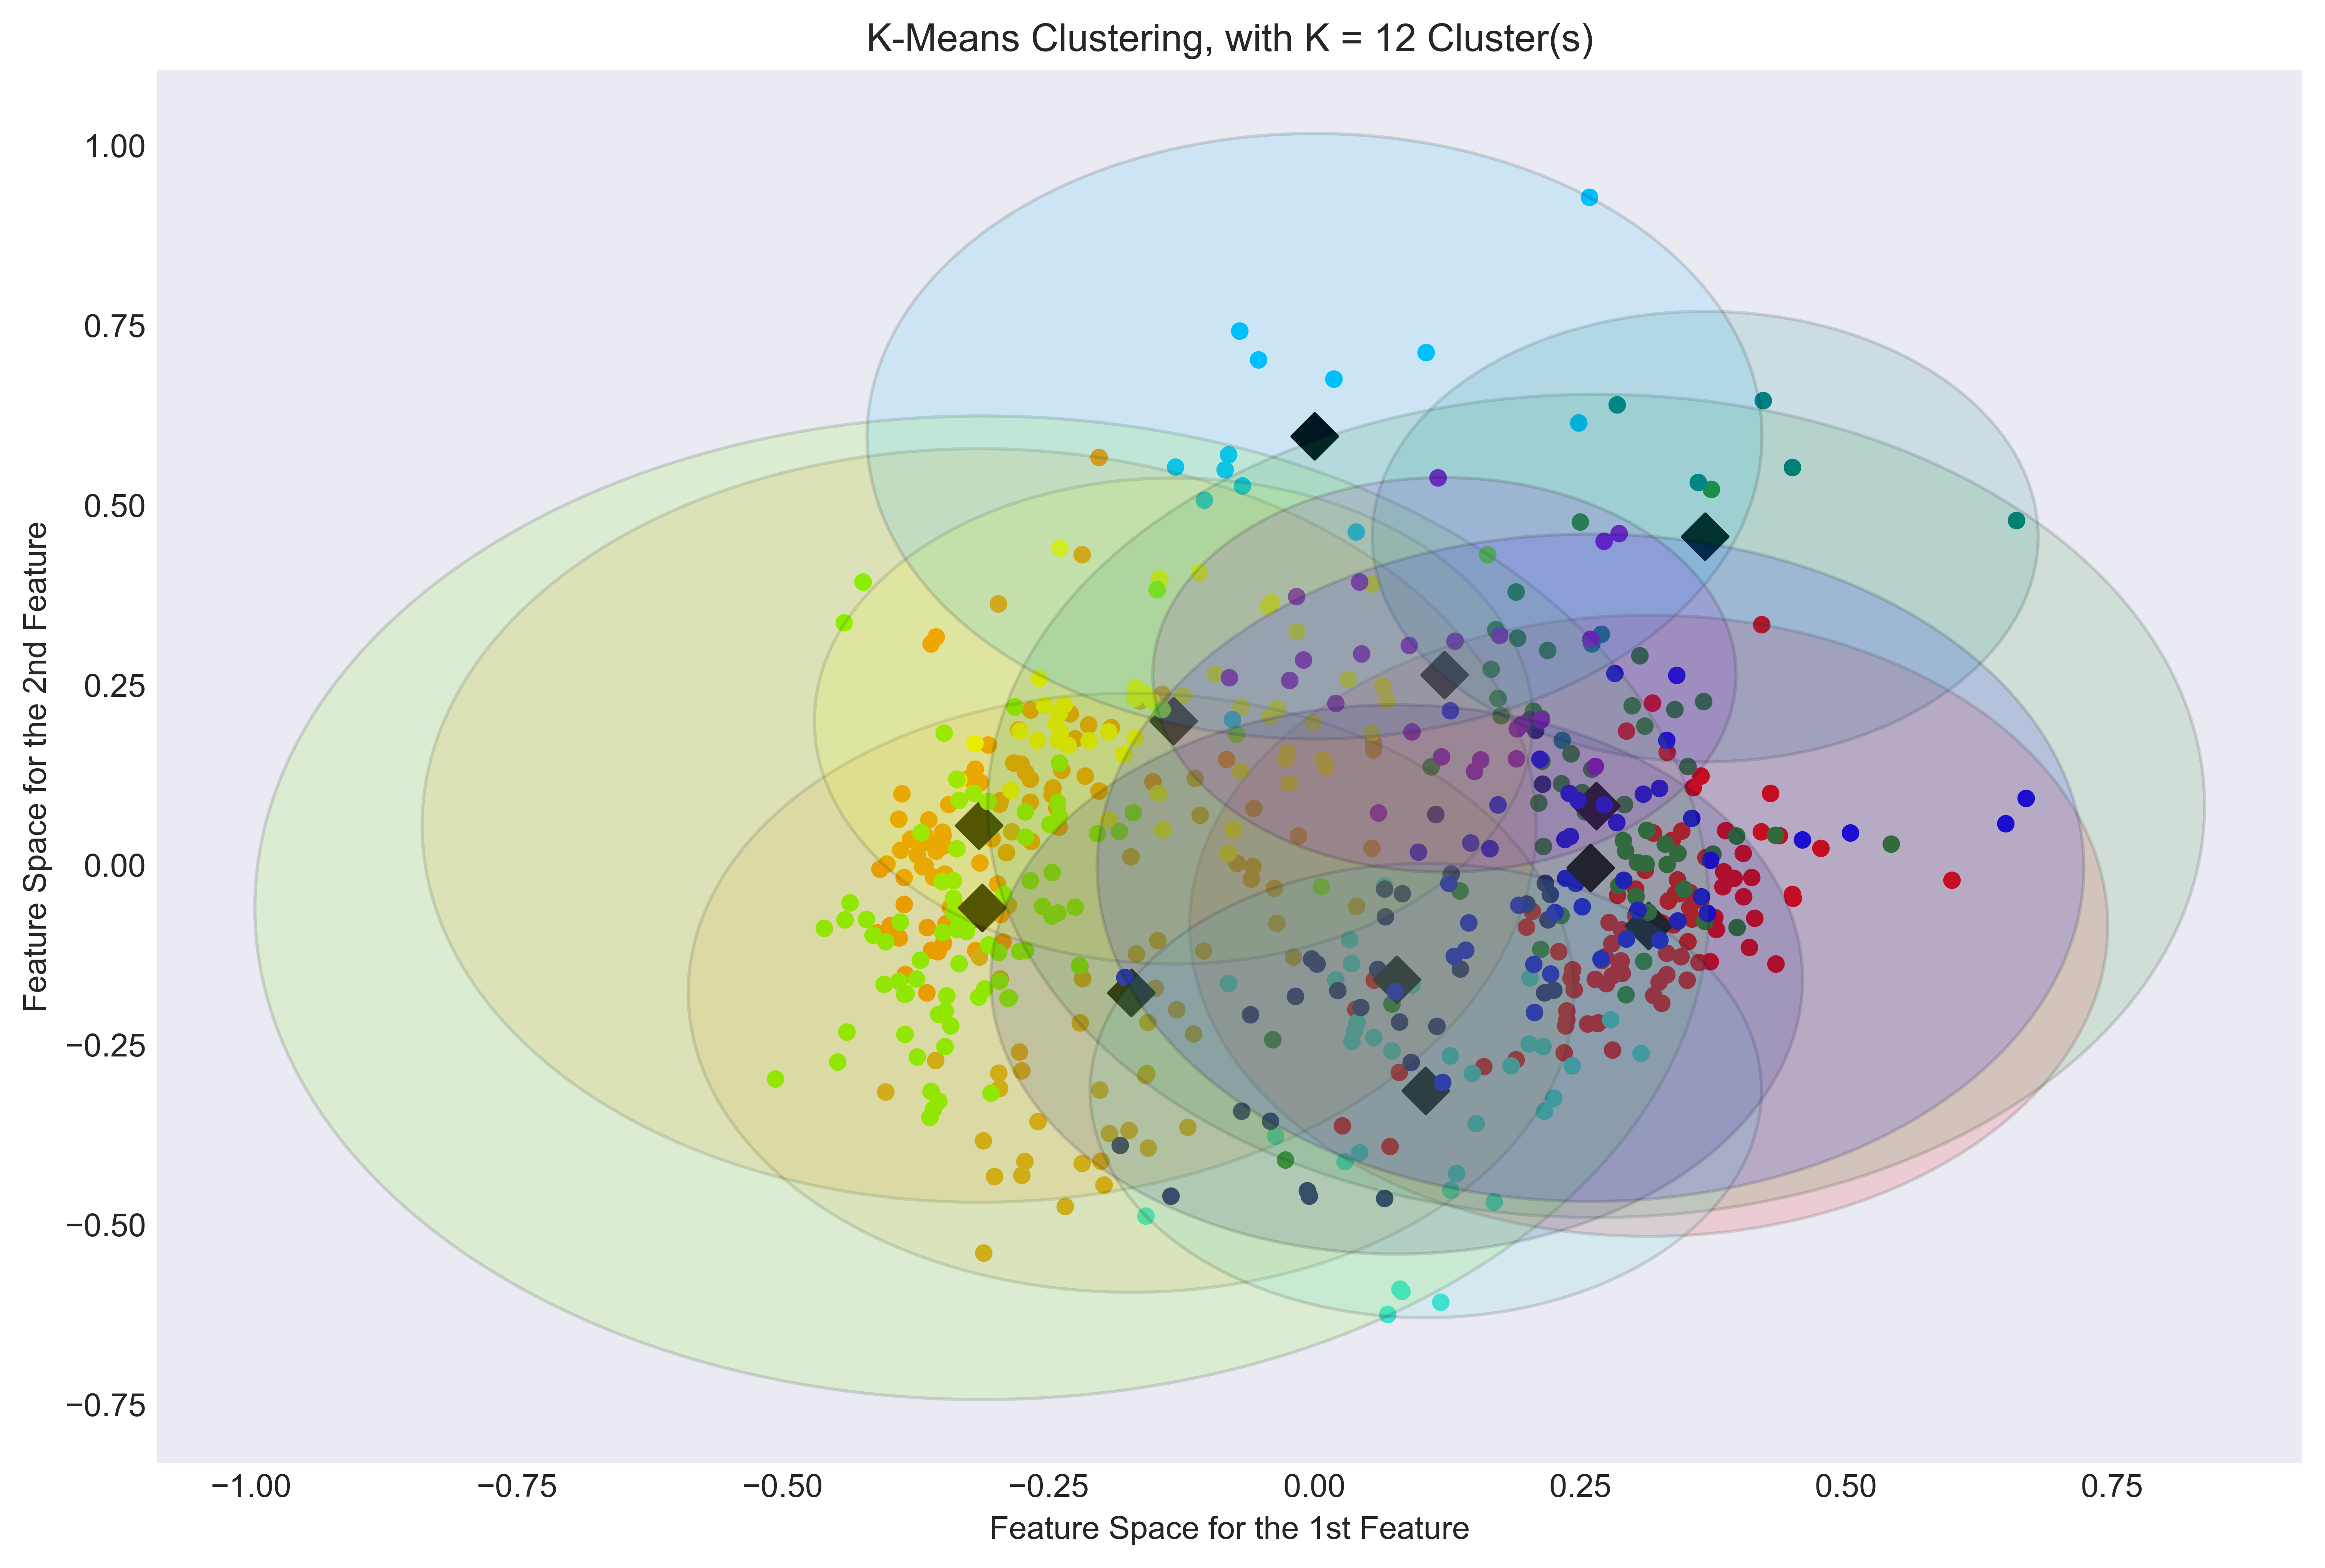 K-Means Clustering, with K = 12 Cluster(s)
1.00
0.75
0.50
0.25
0.00
−0.25
−0.50
−0.75
Feature Space for the 2nd Feature
−1.00 −0.75 −0.50 −0.25 0.00 0.25 0.50 0.75
Feature Space for the 1st Feature